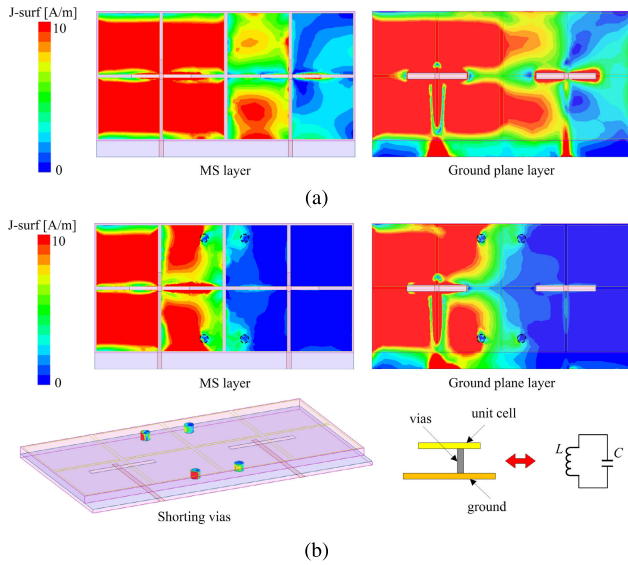 J-surf [A/m]
10
0
MS layer
Ground plane layer
(a)
J-surf [A/m]
10
0
MS layer
Ground plane layer
Shorting vias
vias
unit cell
ground
L
C
(b)